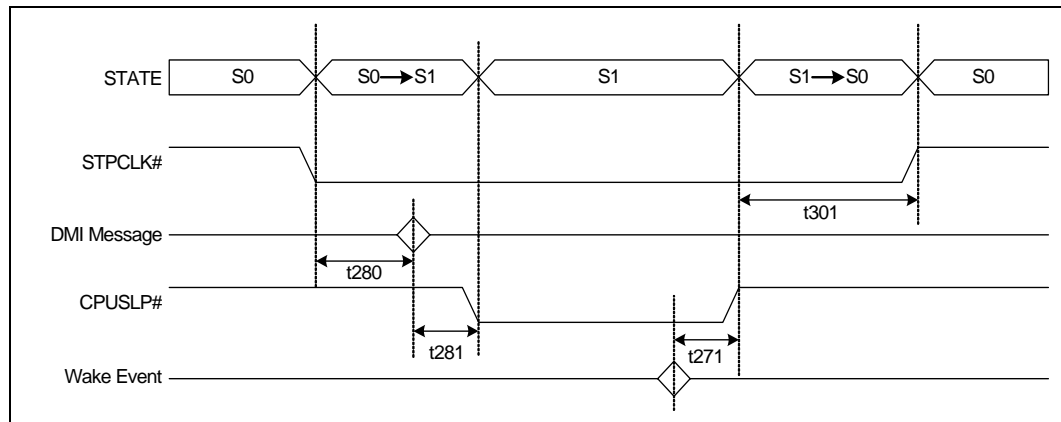 STATE S0 S0→S1 S1 S1→S0 S0
STPCLK#
t301
DMI Message
t280
CPUSLP#
t281 t271
Wake Event